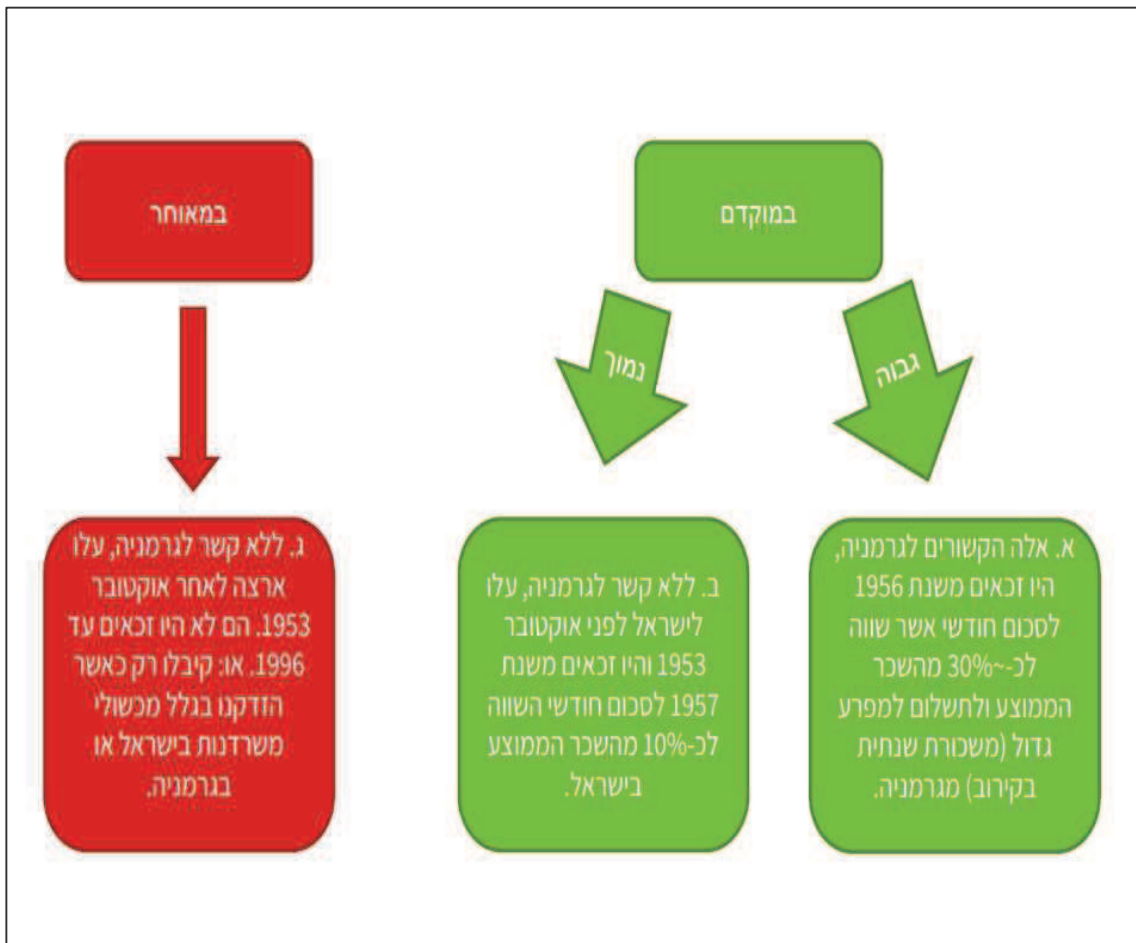 במוקדם
במאוחר
גבוה
נמוך
א. אלה הקשורים לגרמניה,
היו זכאים משנת 1956
לסכום חודשי אשר שווה
לכ-~30% מהשכר
הממוצע ולתשלום למפרע
גדול (משכורת שנתית
בקירוב) מגרמניה.
ב. ללא קשר לגרמניה, עלו
לישראל לפני אוקטובר
1953 והיו זכאים משנת
1957 לסכום חודשי השווה
לכ-10% מהשכר הממוצע
בישראל.
ג. ללא קשר לגרמניה, עלו
ארצה לאחר אוקטובר
1953. הם לא היו זכאים עד
1996. או: קיבלו רק כאשר
הזדקנו בגלל מכשולי
משרדנות בישראל או
בגרמניה.